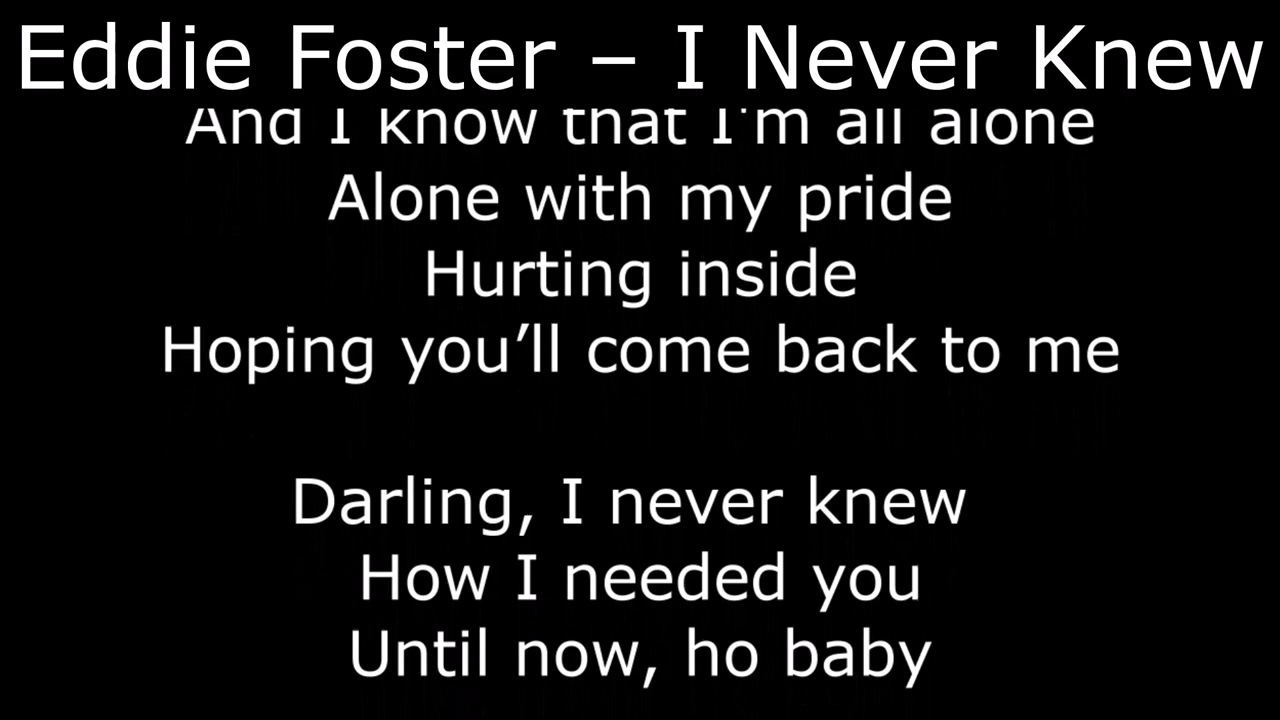 Eddie Foster – I Never Knew
And I know that I'm all alone
Alone with my pride
Hurting inside
Hoping you’ll come back to me
Darling, I never knew
How I needed you
Until now, ho baby